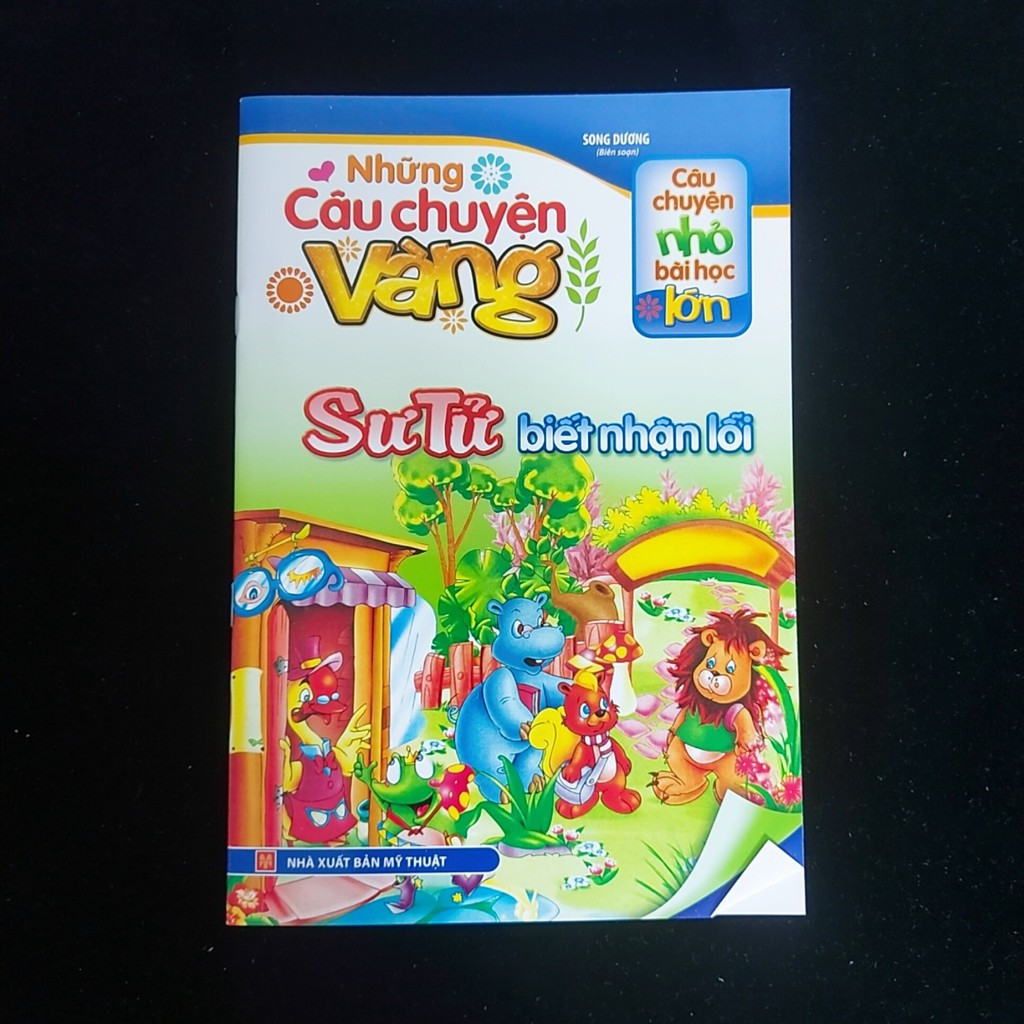 SONG DƯƠNG
(Biên soạn)
Những
Câu chuyện
vàng
Câu
chuyện
nhỏ
bài học
lớn
Sư Tử biết nhận lỗi
NHÀ XUẤT BẢN MỸ THUẬT